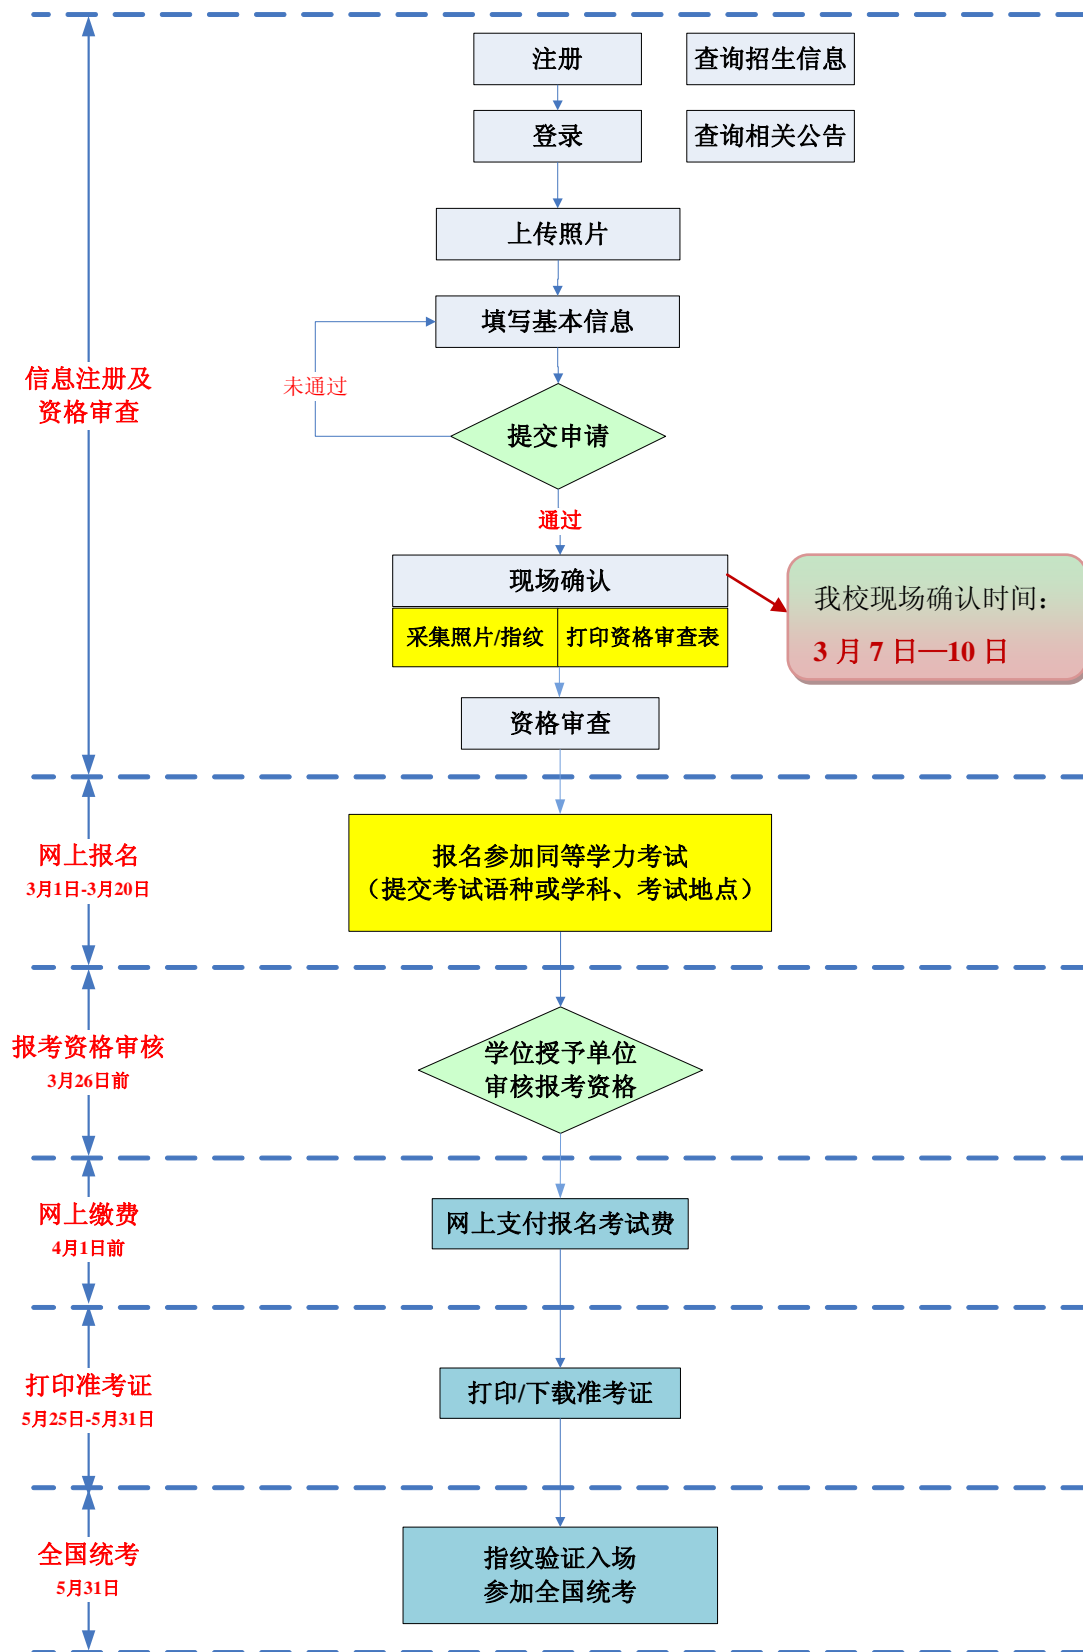 注册
查询招生信息
登录
查询相关公告
上传照片
填写基本信息
信息注册及
资格审查
未通过
提交申请
通过
现场确认
采集照片/指纹
打印资格审查表
我校现场确认时间：
3 月 7 日—10 日
资格审查
网上报名
3月1日-3月20日
报名参加同等学力考试
（提交考试语种或学科、考试地点）
报考资格审核
3月26日前
学位授予单位
审核报考资格
网上缴费
4月1日前
网上支付报名考试费
打印准考证
5月25日-5月31日
打印/下载准考证
全国统考
5月31日
指纹验证入场
参加全国统考